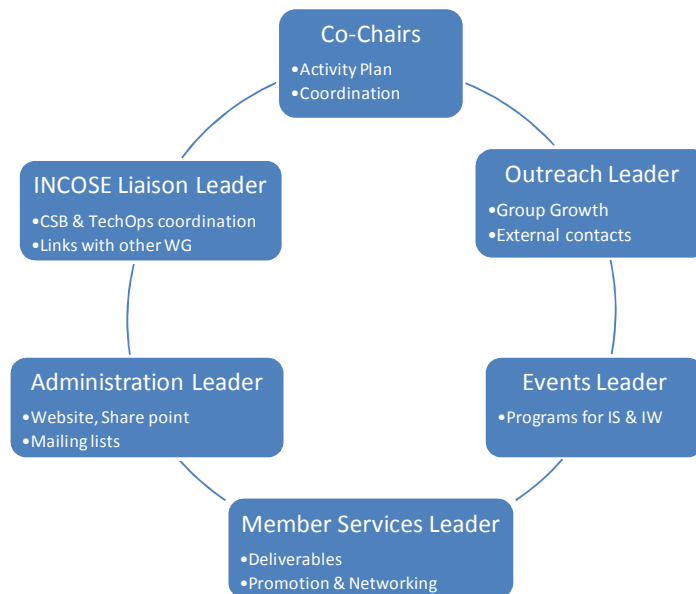 Co-Chairs
•Activity Plan
•Coordination
Outreach Leader
•Group Growth
•External contacts
Events Leader
•Programs for IS & IW
Member Services Leader
•Deliverables
•Promotion & Networking
Administration Leader
•Website, Share point
•Mailing lists
INCOSE Liaison Leader
•CSB & TechOps coordination
•Links with other WG